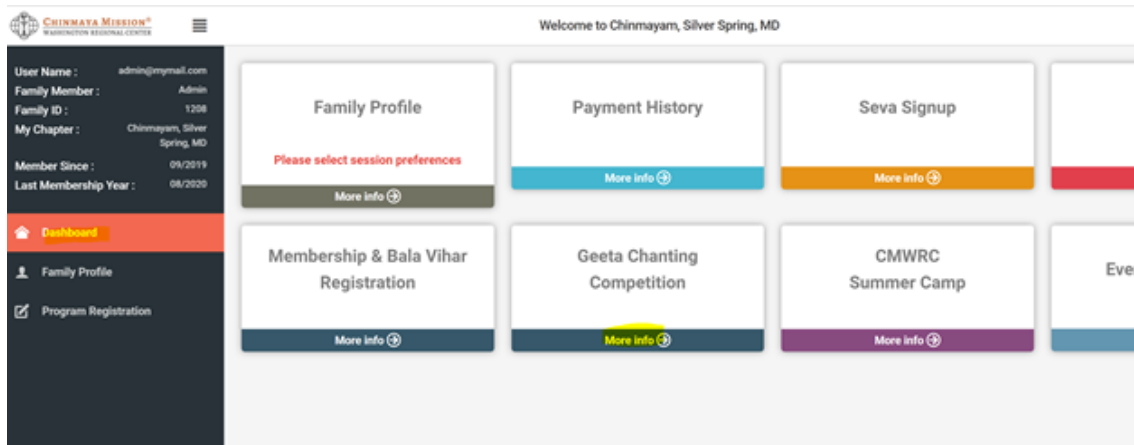 CHINMAYA MISSION®
WASHINGTON REGIONAL CENTER
Welcome to Chinmayam, Silver Spring, MD
User Name : admin@mymail.com
Family Member : Admin
Family ID : 1208
My Chapter : Chinmayam, Silver
Spring, MD
Member Since : 09/2019
Last Membership Year : 08/2020
Dashboard
Family Profile
Program Registration
Family Profile
Please select session preferences
More info
Payment History
More info
Seva Signup
More info
Membership & Bala Vihar
Registration
More info
Geeta Chanting
Competition
More info
CMWRC
Summer Camp
More info
Eve